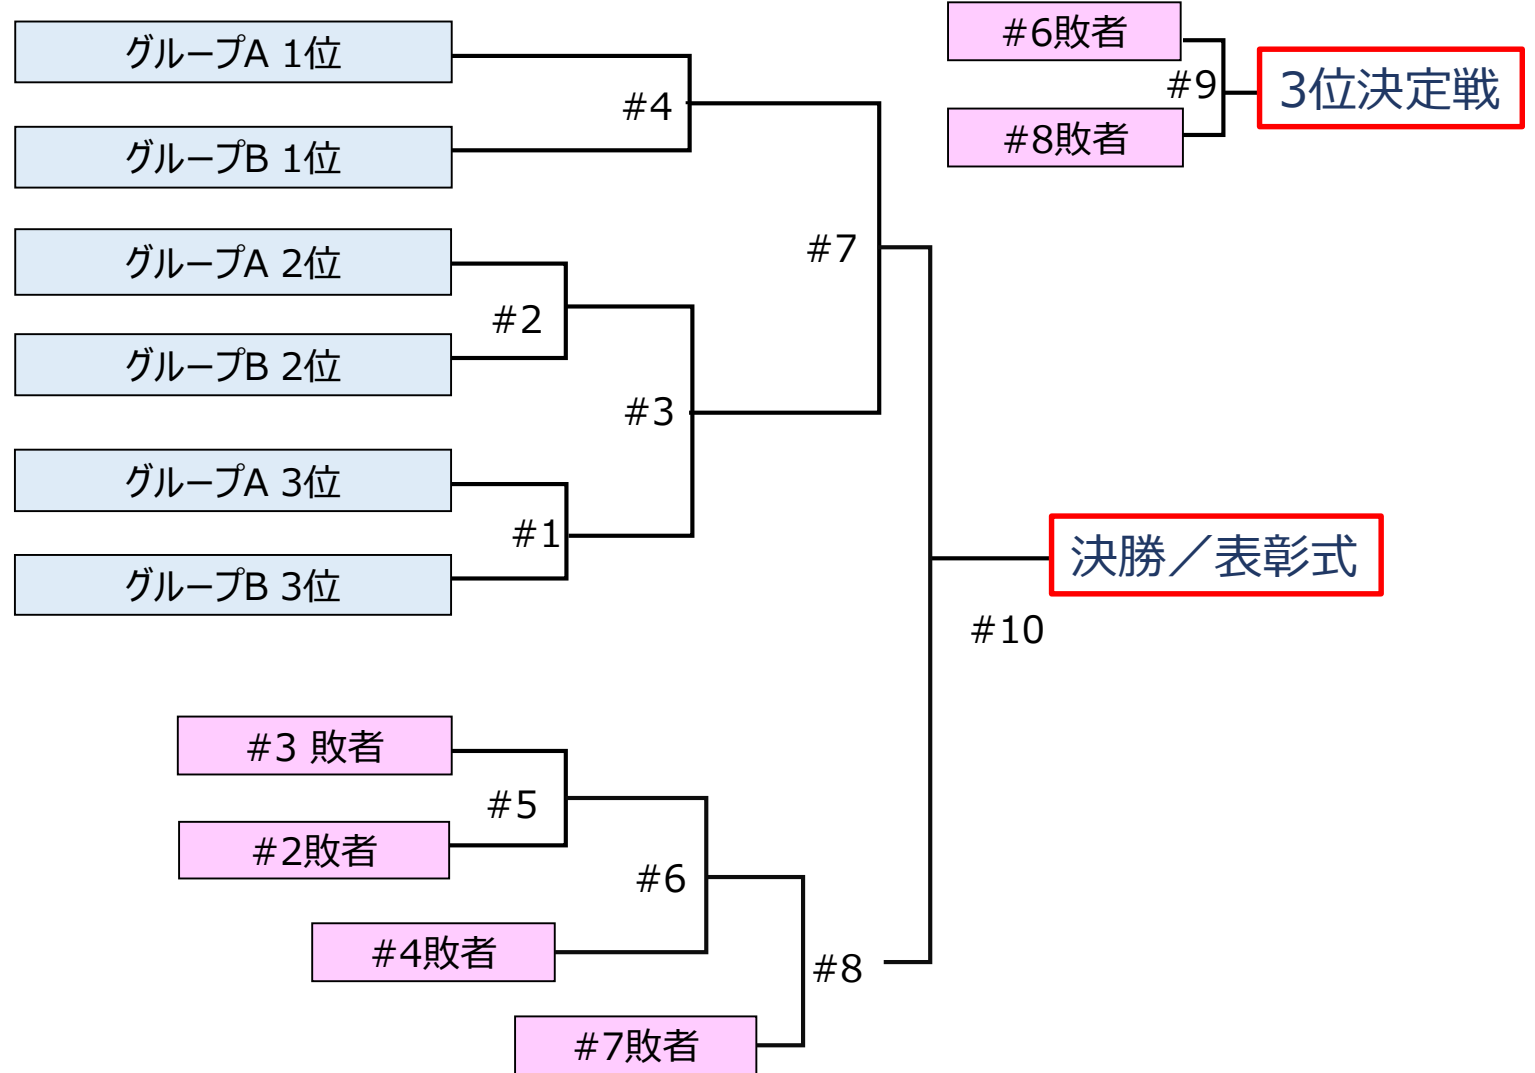 グループA 1位
グループB 1位
#4
グループA 2位
グループB 2位
#2
グループA 3位
グループB 3位
#1
#3
#7
#6敗者
#8敗者
#9
3位決定戦
決勝／表彰式
#10
#3 敗者
#2敗者
#5
#4敗者
#6
#7敗者
#8